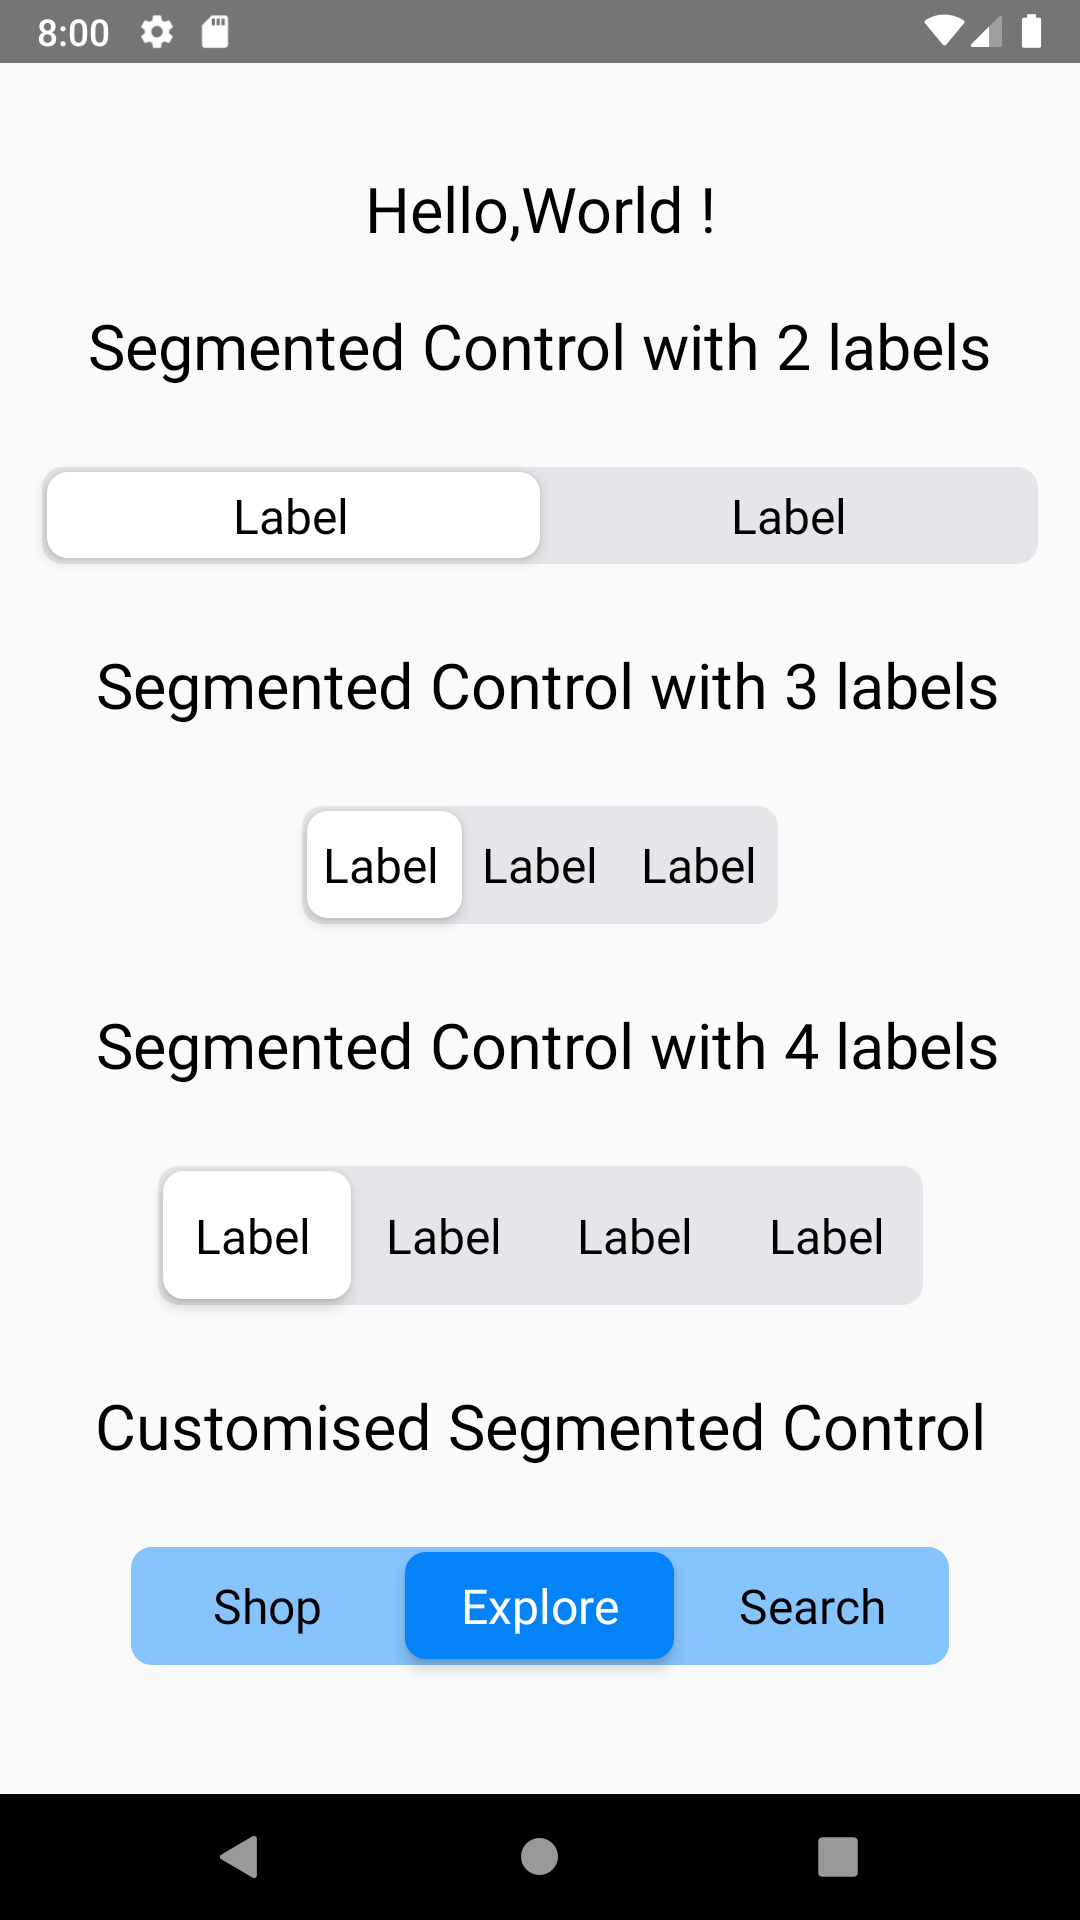 8:00
Hello,World !
Segmented Control with 2 labels
Label Label
Segmented Control with 3 labels
Label Label Label
Segmented Control with 4 labels
Label Label Label Label
Customised Segmented Control
Shop Explore Search